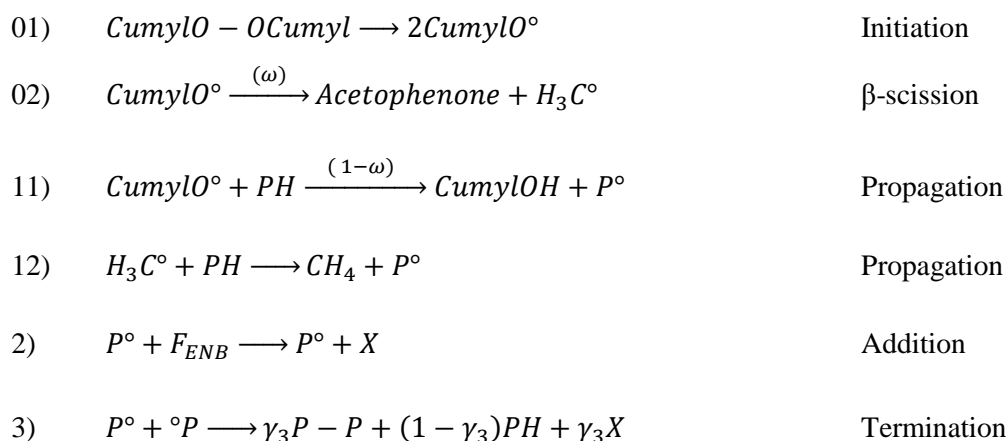 01) CumylO − OCumyl ⟶ 2CumylO° Initiation
02) CumylO° —(ω)→ Acetophenone + H₃C° β-scission
11) CumylO° + PH —(1−ω)→ CumylOH + P° Propagation
12) H₃C° + PH ⟶ CH₄ + P° Propagation
2) P° + F_ENB ⟶ P° + X Addition
3) P° + °P ⟶ γ₃P − P + (1 − γ₃)PH + γ₃X Termination